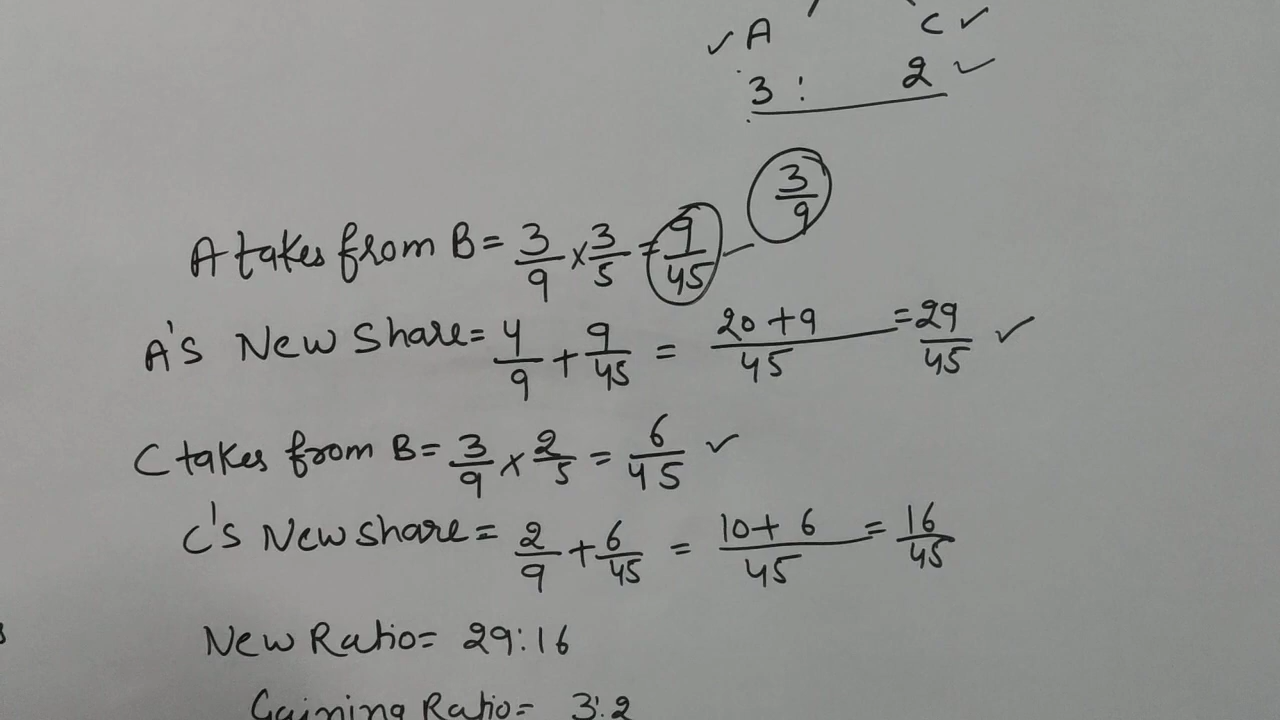 ✓ A C ✓
3 : 2 ✓
3/9
A takes from B = 3/9 × 3/5 = 9/45
A's New Share = 4/9 + 9/45 = (20 + 9)/45 = 29/45 ✓
C takes from B = 3/9 × 2/5 = 6/45 ✓
C's New share = 2/9 + 6/45 = (10 + 6)/45 = 16/45
New Ratio = 29:16
Gaining Ratio = 3:2